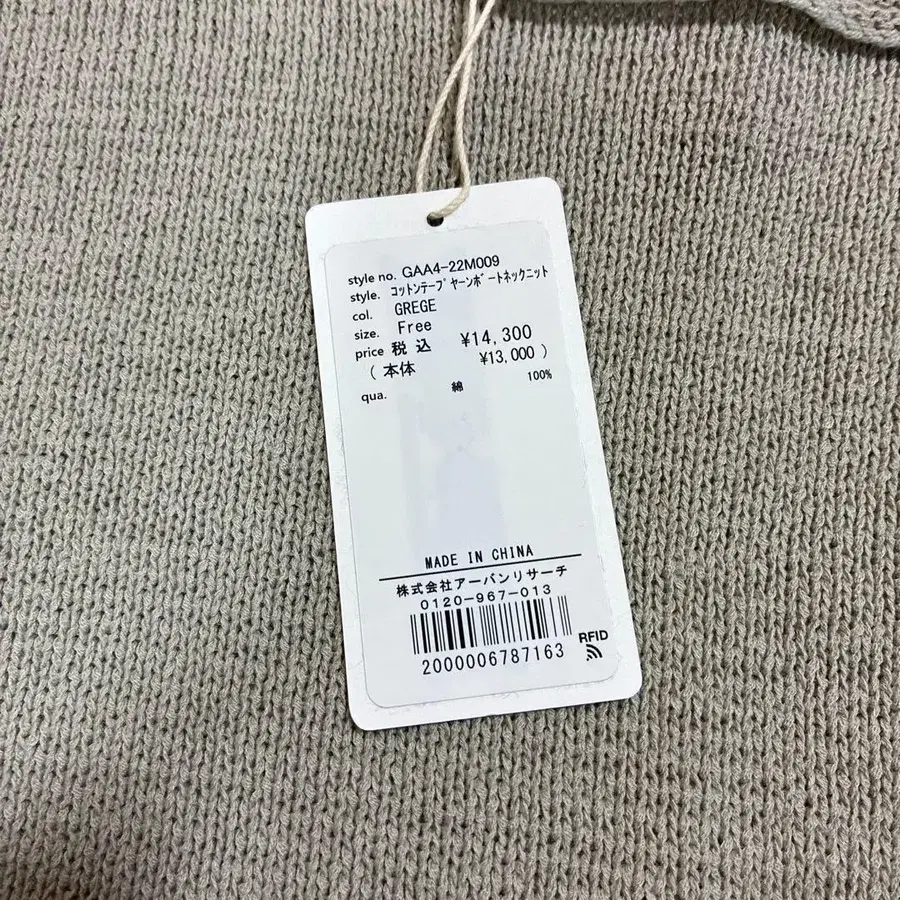 style no. GAA4-22M009
style. ｺｯﾄﾝﾃｰﾌﾟﾔｰﾝﾎﾞｰﾄﾈｯｸﾆｯﾄ
col. GREGE
size. Free
price 税込 ¥14,300
(本体 ¥13,000)
qua. 綿 100%
MADE IN CHINA
株式会社アーバンリサーチ
0120-967-013
2000006787163
RFID